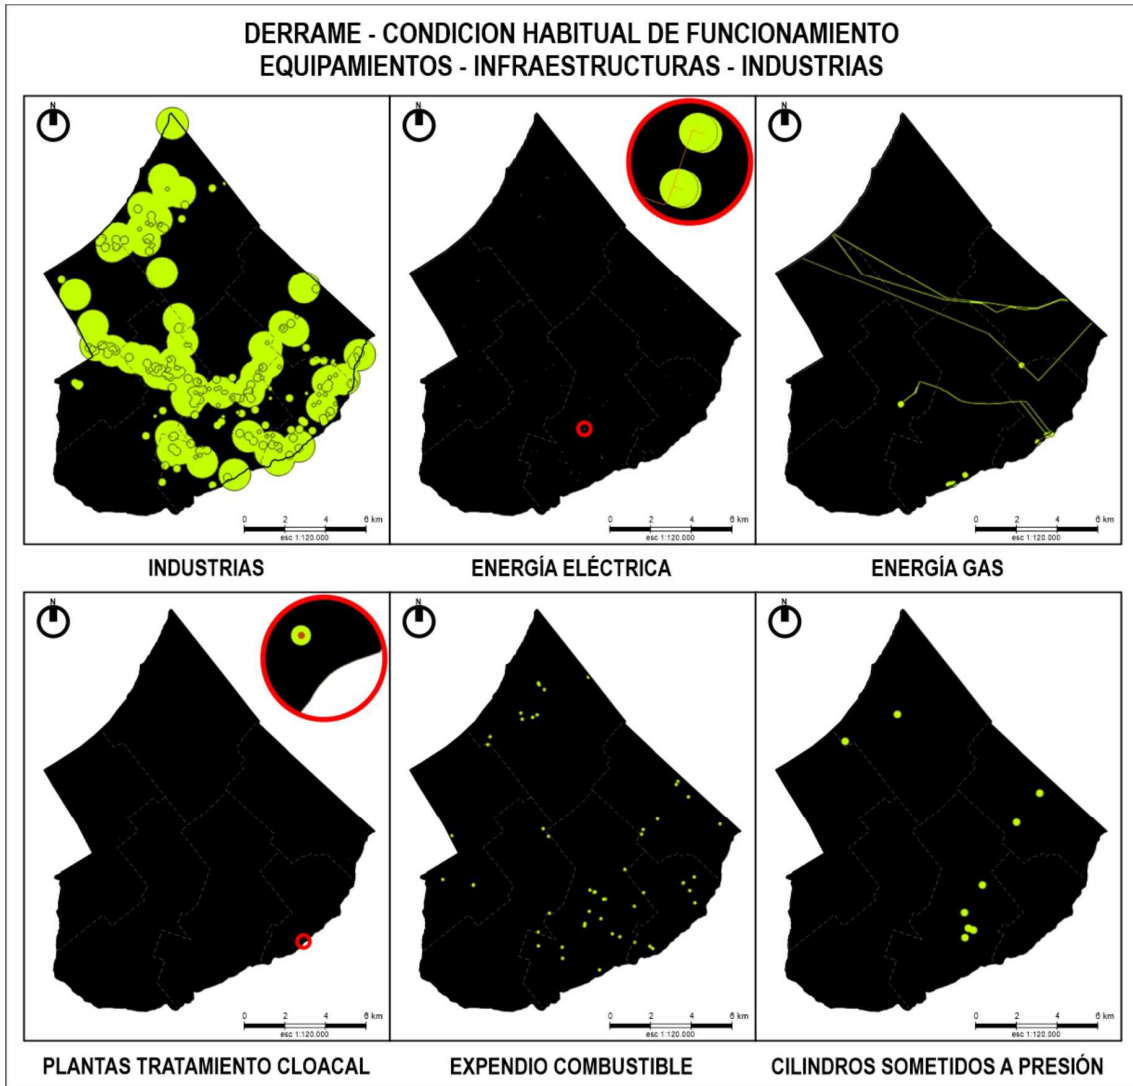 DERRAME - CONDICION HABITUAL DE FUNCIONAMIENTO
EQUIPAMIENTOS - INFRAESTRUCTURAS - INDUSTRIAS
N
0 2 4 6 km
esc 1:120.000
INDUSTRIAS
N
0 2 4 6 km
esc 1:120.000
ENERGÍA ELÉCTRICA
N
0 2 4 6 km
esc 1:120.000
ENERGÍA GAS
N
0 2 4 6 km
esc 1:120.000
PLANTAS TRATAMIENTO CLOACAL
N
0 2 4 6 km
esc 1:120.000
EXPENDIO COMBUSTIBLE
N
0 2 4 6 km
esc 1:120.000
CILINDROS SOMETIDOS A PRESIÓN